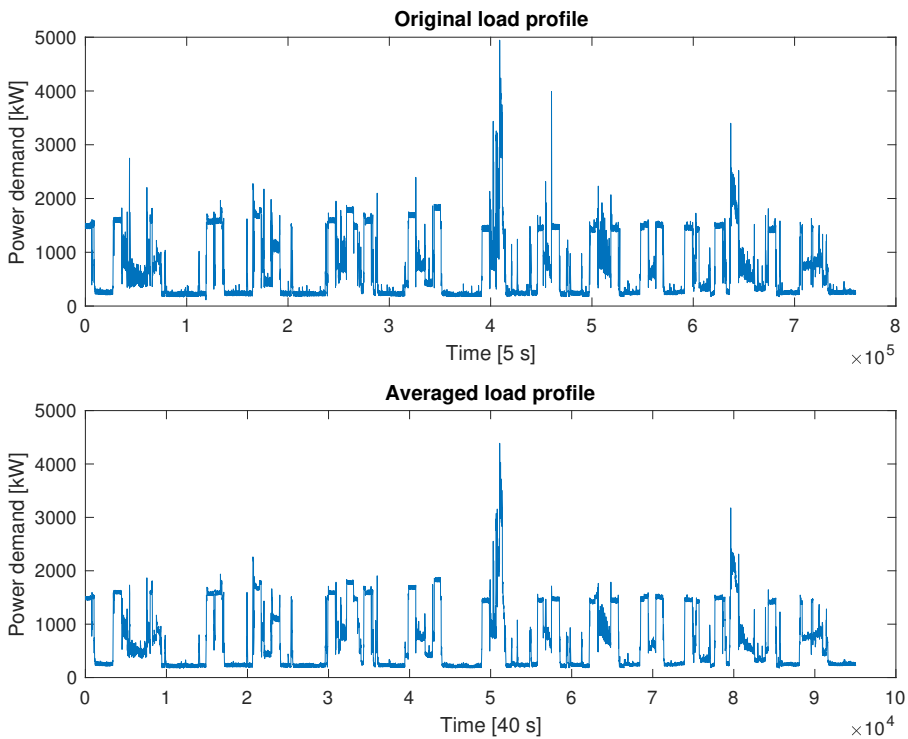 Original load profile
5000
4000
3000
2000
1000
0
Power demand [kW]
0 1 2 3 4 5 6 7 8
Time [5 s]
×10^5
Averaged load profile
5000
4000
3000
2000
1000
0
Power demand [kW]
0 1 2 3 4 5 6 7 8 9 10
Time [40 s]
×10^4